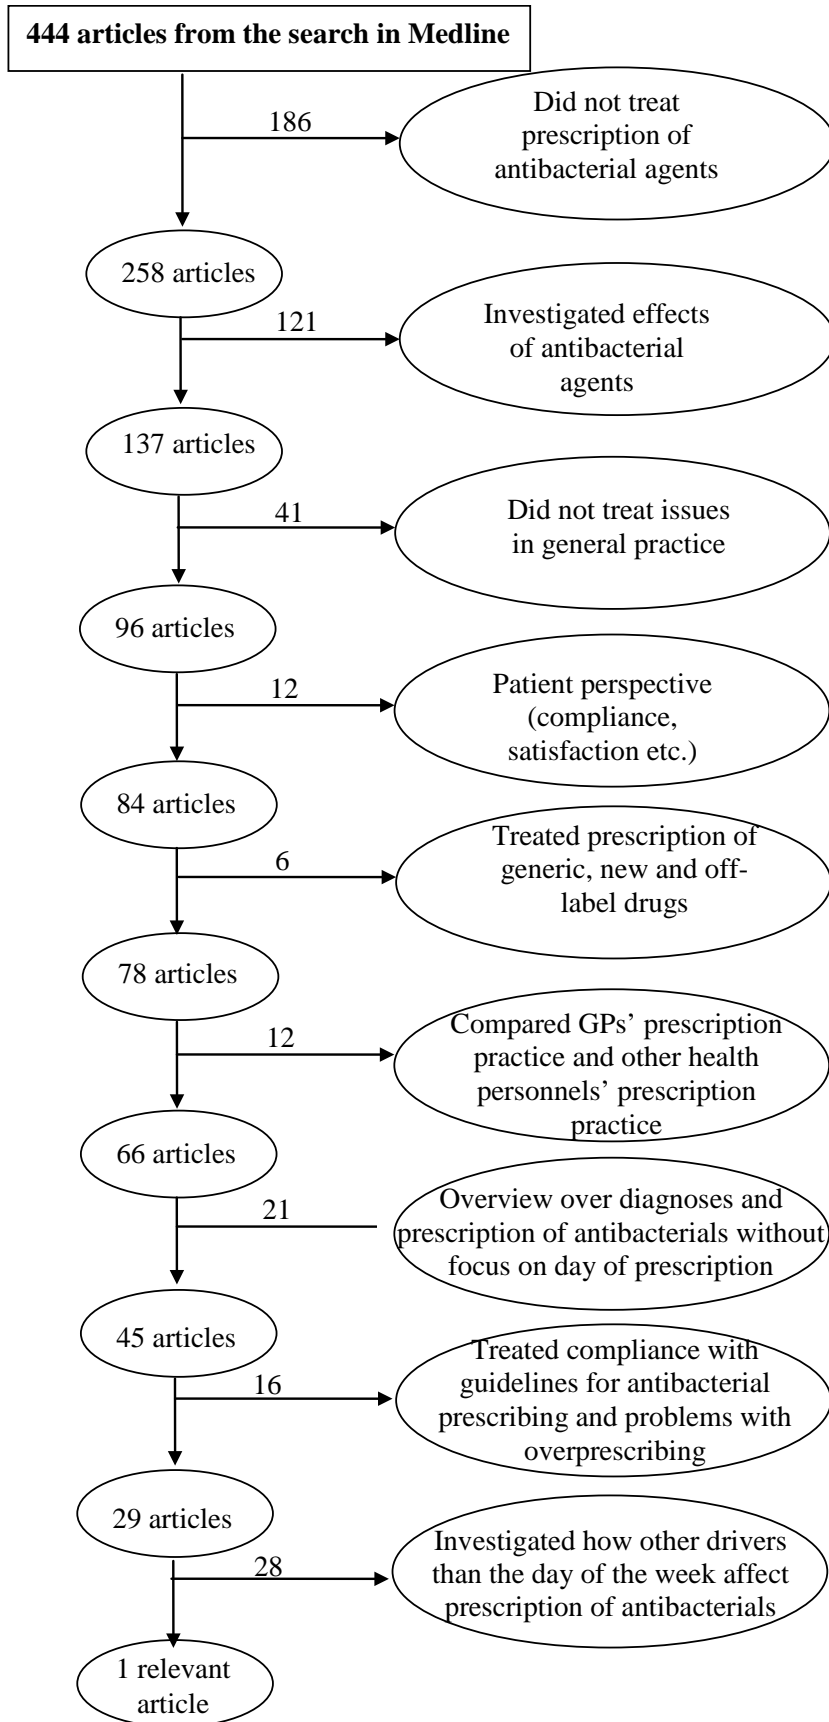 444 articles from the search in Medline
186
Did not treat
prescription of
antibacterial agents
258 articles
121
Investigated effects
of antibacterial
agents
137 articles
41
Did not treat issues
in general practice
96 articles
12
Patient perspective
(compliance,
satisfaction etc.)
84 articles
6
Treated prescription of
generic, new and off-
label drugs
78 articles
12
Compared GPs’ prescription
practice and other health
personnels’ prescription
practice
66 articles
21
Overview over diagnoses and
prescription of antibacterials without
focus on day of prescription
45 articles
16
Treated compliance with
guidelines for antibacterial
prescribing and problems with
overprescribing
29 articles
28
Investigated how other drivers
than the day of the week affect
prescription of antibacterials
1 relevant
article